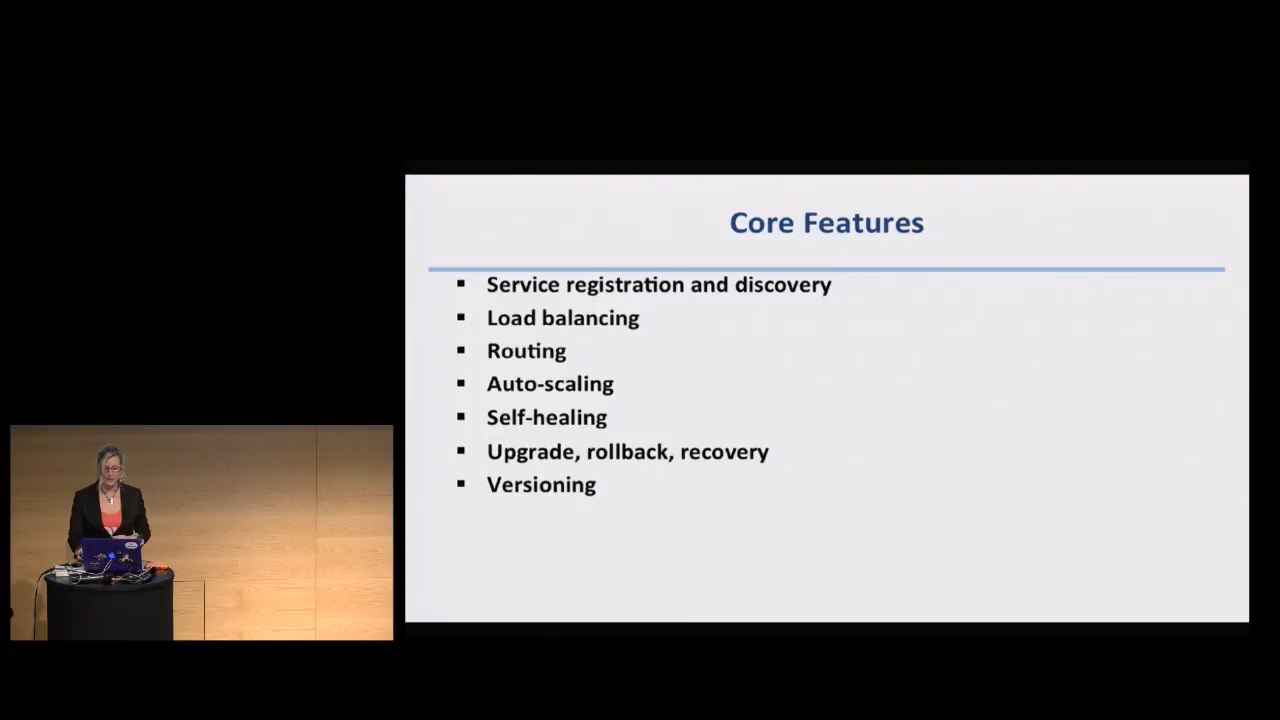 Core Features
Service registration and discovery
Load balancing
Routing
Auto-scaling
Self-healing
Upgrade, rollback, recovery
Versioning